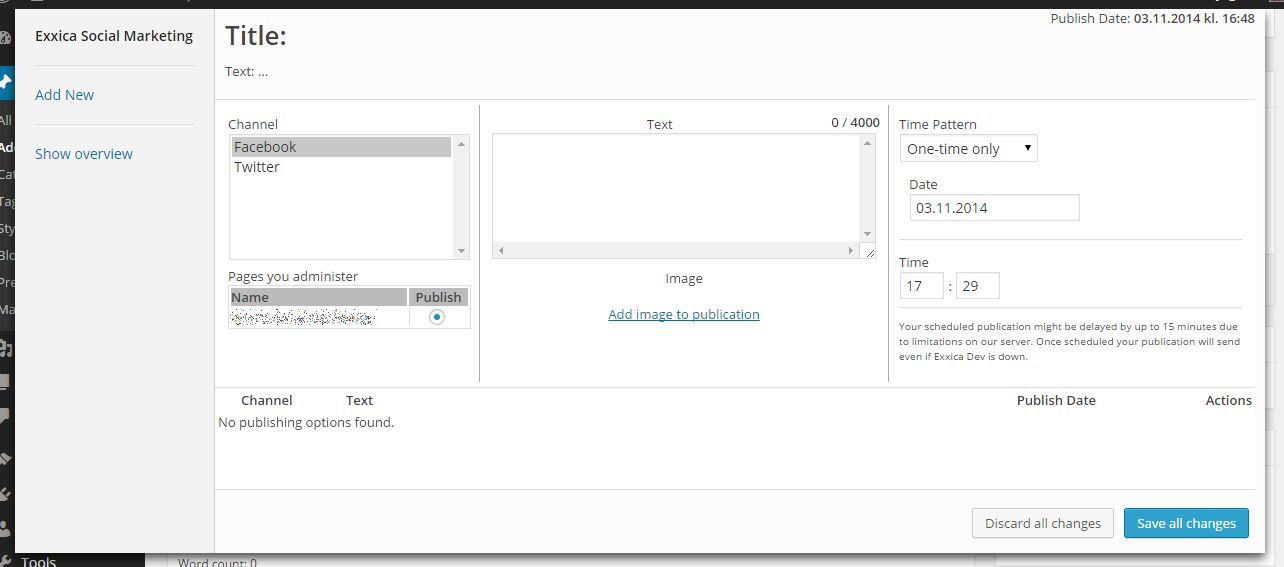 Publish Date: 03.11.2014 kl. 16:48
Exxica Social Marketing
Title:
Text: ...
Add New
Show overview
Channel
Facebook
Twitter
Pages you administer
Name Publish
Text 0 / 4000
Image
Add image to publication
Time Pattern
One-time only
Date
03.11.2014
Time
17 : 29
Your scheduled publication might be delayed by up to 15 minutes due
to limitations on our server. Once scheduled your publication will send
even if Exxica Dev is down.
Channel Text Publish Date Actions
No publishing options found.
Discard all changes Save all changes
All
Ad
Cat
Tag
Sty
Blo
Pre
Ma
Tools
Word count: 0